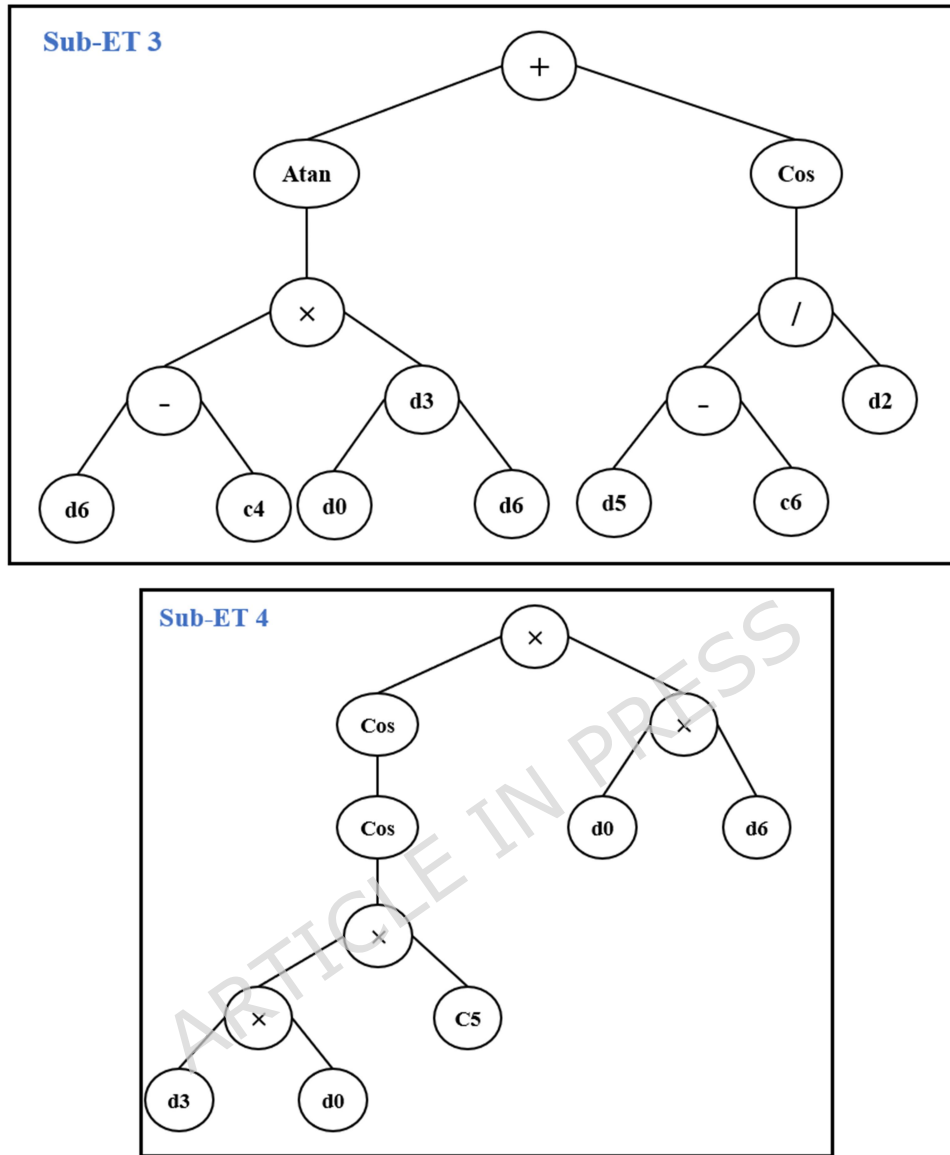 Sub-ET 3
+
Atan Cos
× /
- d3 - d2
d6 c4 d0 d6 d5 c6
Sub-ET 4
×
Cos ×
Cos d0 d6
×
× C5
d3 d0
ARTICLE IN PRESS